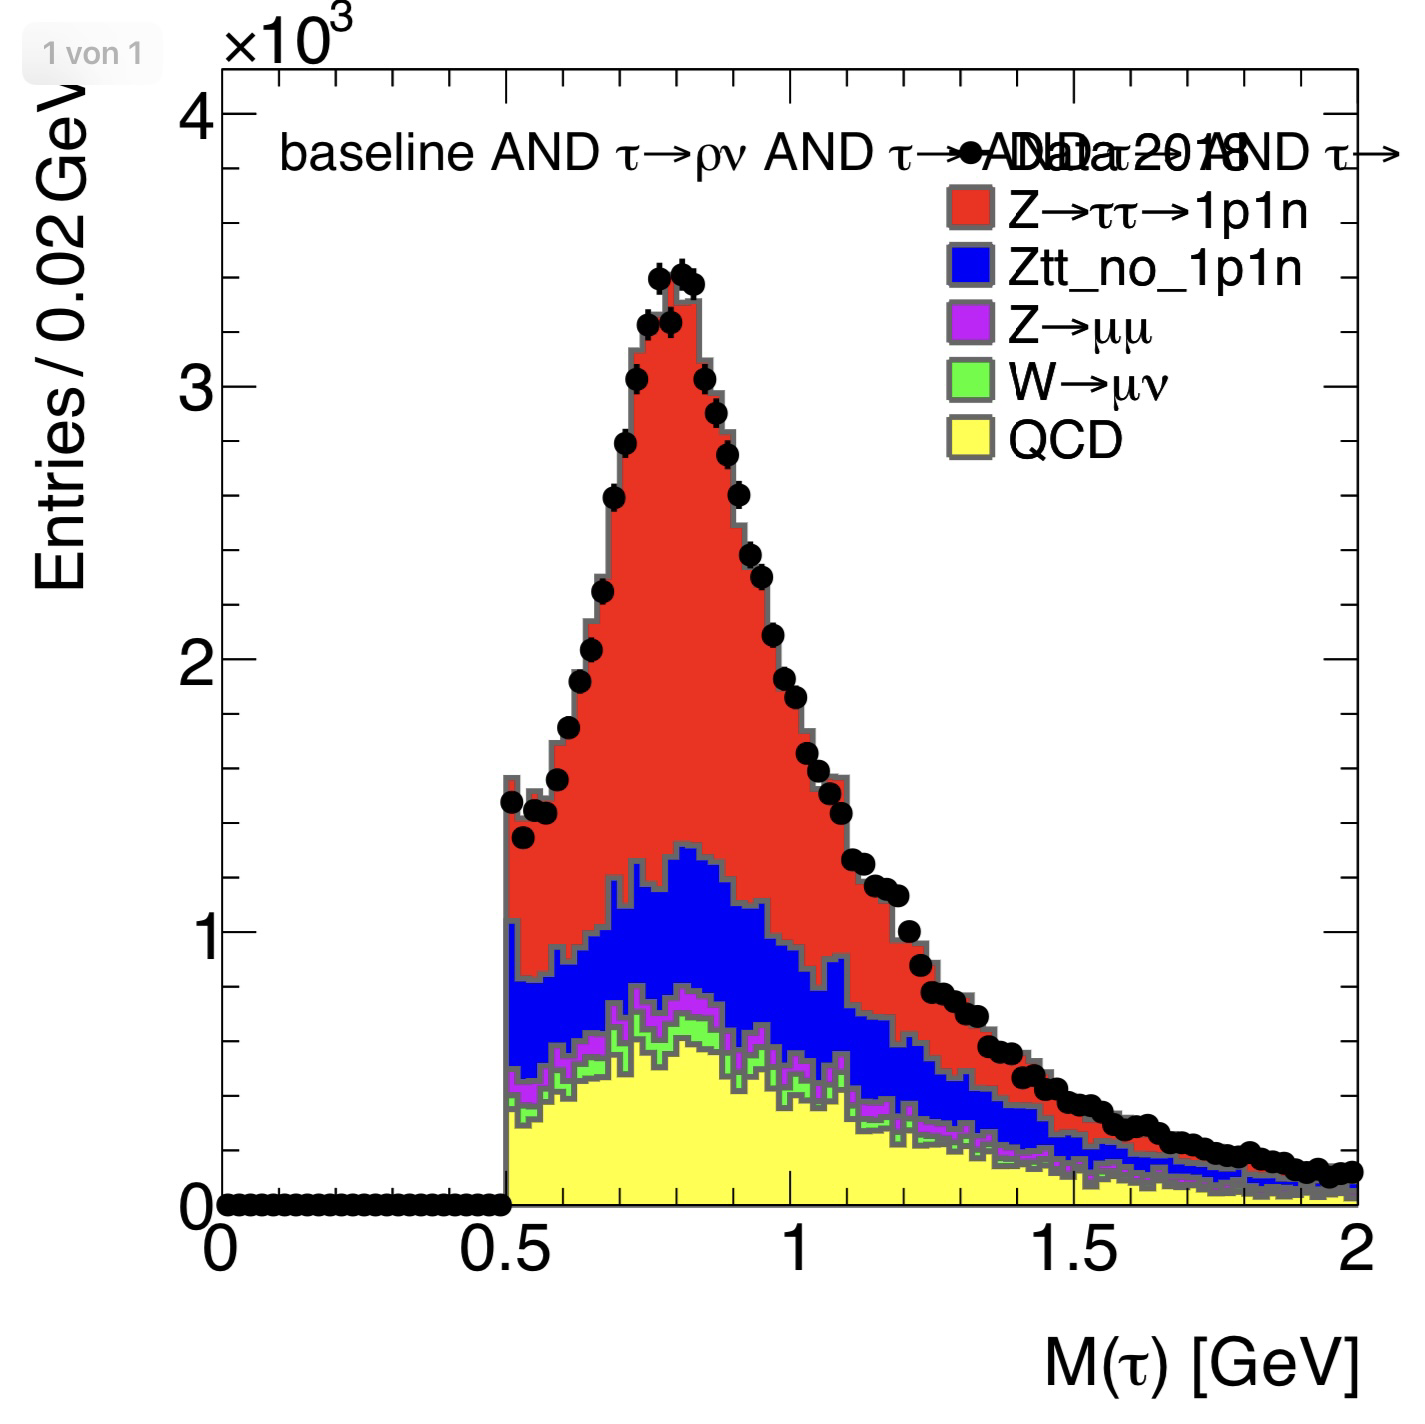 ×10³
1 von 1
Entries / 0.02 GeV
4
3
2
1
0
baseline AND τ→ρν AND τ→ AND τ→ AND τ→
Data 2018
Z→ττ→1p1n
Ztt_no_1p1n
Z→μμ
W→μν
QCD
0 0.5 1 1.5 2
M(τ) [GeV]